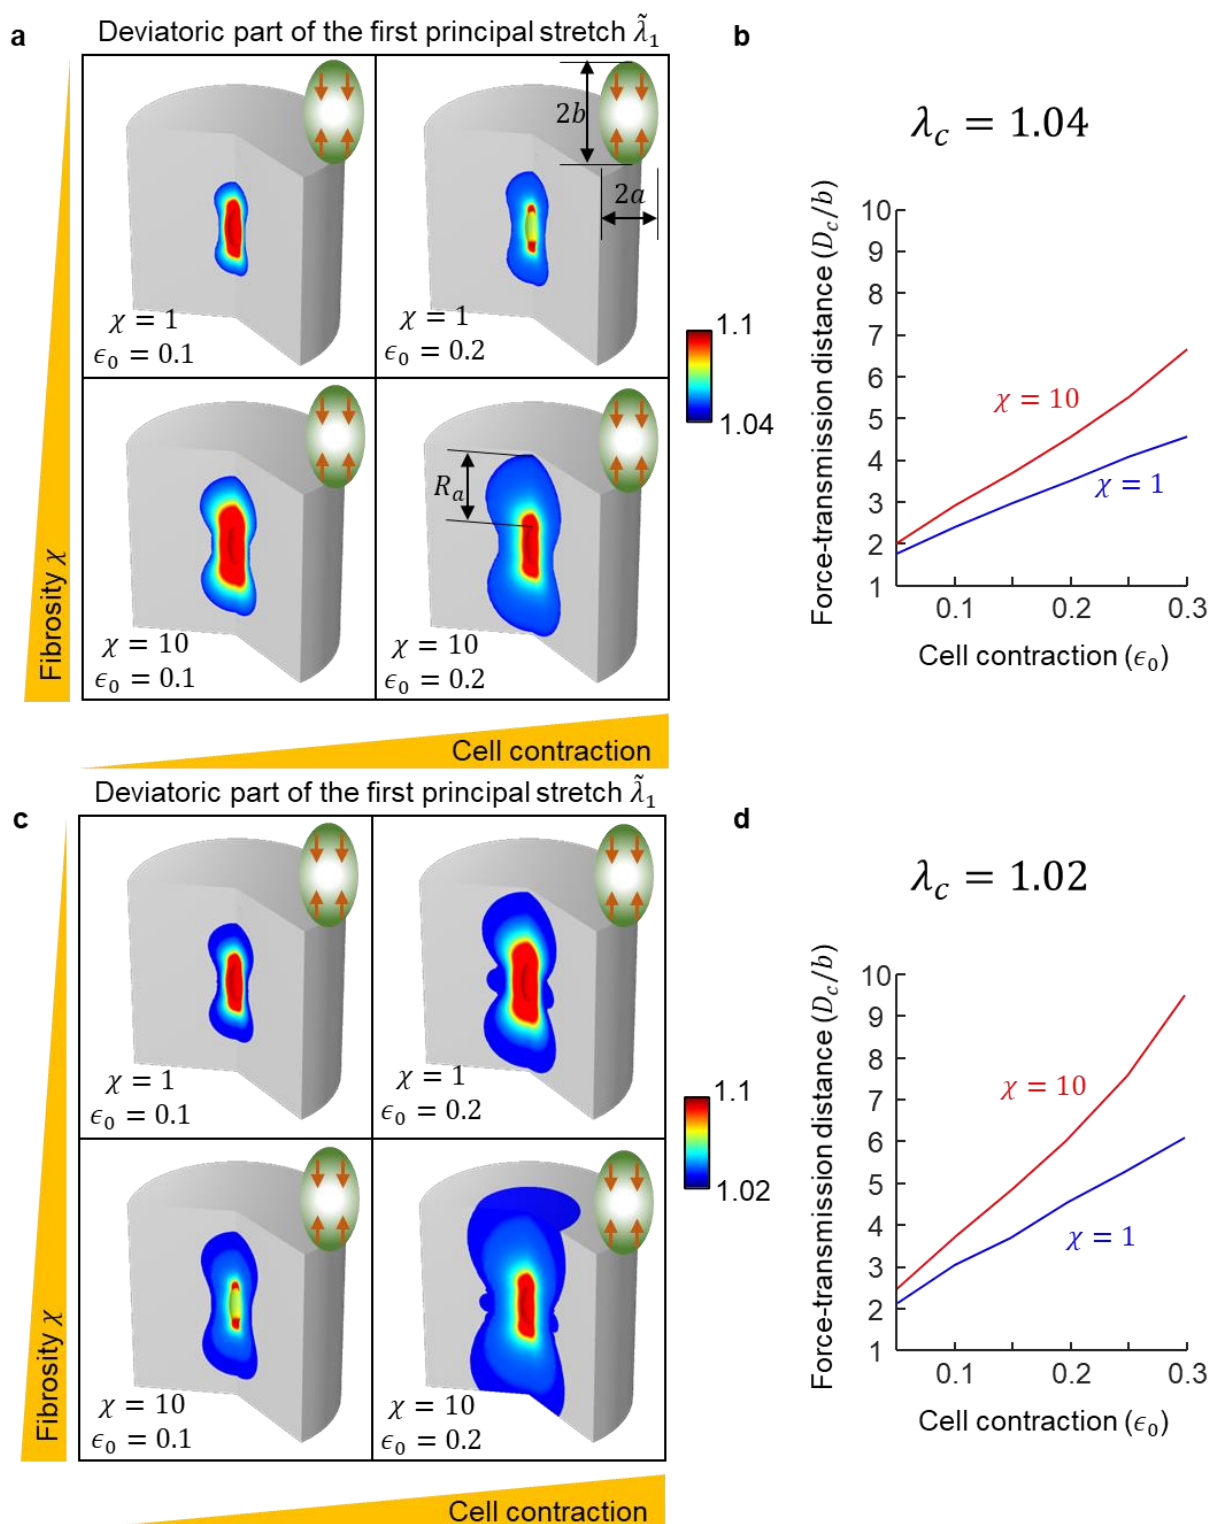 a
Deviatoric part of the first principal stretch λ̃₁
2b
2a
χ = 1
ϵ₀ = 0.1
χ = 1
ϵ₀ = 0.2
R_a
χ = 10
ϵ₀ = 0.1
χ = 10
ϵ₀ = 0.2
Fibrosity χ
Cell contraction
1.1
1.04
b
λ_c = 1.04
Force-transmission distance (D_c/b)
10
9
8
7
6
5
4
3
2
1
χ = 10
χ = 1
0.1
0.2
0.3
Cell contraction (ϵ₀)
c
Deviatoric part of the first principal stretch λ̃₁
χ = 1
ϵ₀ = 0.1
χ = 1
ϵ₀ = 0.2
χ = 10
ϵ₀ = 0.1
χ = 10
ϵ₀ = 0.2
Fibrosity χ
Cell contraction
1.1
1.02
d
λ_c = 1.02
Force-transmission distance (D_c/b)
10
9
8
7
6
5
4
3
2
1
χ = 10
χ = 1
0.1
0.2
0.3
Cell contraction (ϵ₀)